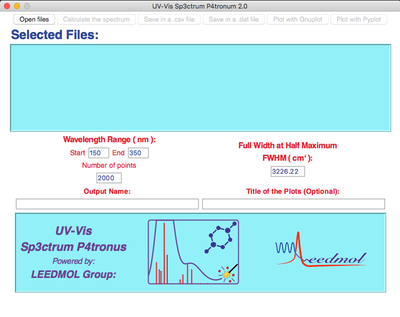 UV-Vis Sp3ctrum P4tronum 2.0
Open files Calculate the spectrum Save in a .csv file Save in a .dat file Plot with Gnuplot Plot with Pyplot
Selected Files:
Wavelength Range ( nm ):
Start 150 End 350
Number of points
2000
Full Width at Half Maximum
FWHM ( cm⁻¹ ):
3226.22
Output Name:
Title of the Plots (Optional):
UV-Vis
Sp3ctrum P4tronus
Powered by:
LEEDMOL Group:
Leedmol